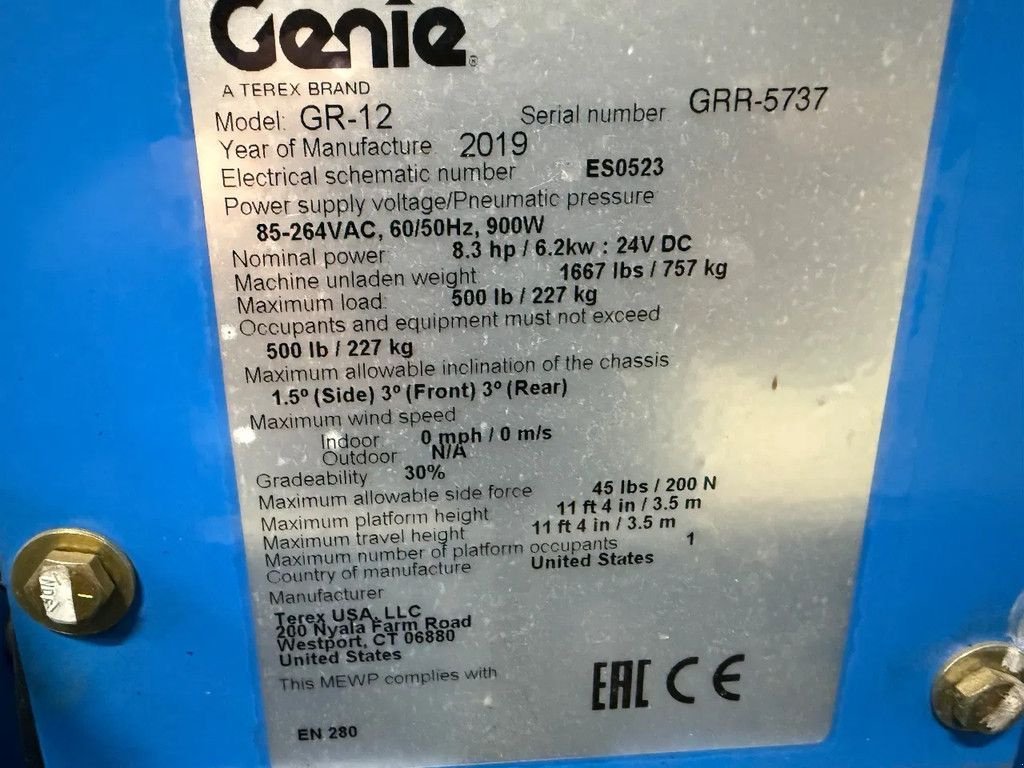 Genie®
A TEREX BRAND
Model: GR-12 Serial number GRR-5737
Year of Manufacture: 2019
Electrical schematic number ES0523
Power supply voltage/Pneumatic pressure
85-264VAC, 60/50Hz, 900W
Nominal power 8.3 hp / 6.2kw : 24V DC
Machine unladen weight 1667 lbs / 757 kg
Maximum load: 500 lb / 227 kg
Occupants and equipment must not exceed
500 lb / 227 kg
Maximum allowable inclination of the chassis
1.5º (Side) 3º (Front) 3º (Rear)
Maximum wind speed
Indoor 0 mph / 0 m/s
Outdoor N/A
Gradeability 30%
Maximum allowable side force 45 lbs / 200 N
Maximum platform height 11 ft 4 in / 3.5 m
Maximum travel height 11 ft 4 in / 3.5 m
Maximum number of platform occupants 1
Country of manufacture United States
Manufacturer
Terex USA, LLC
200 Nyala Farm Road
Westport, CT 06880
United States
This MEWP complies with
EAC CE
EN 280